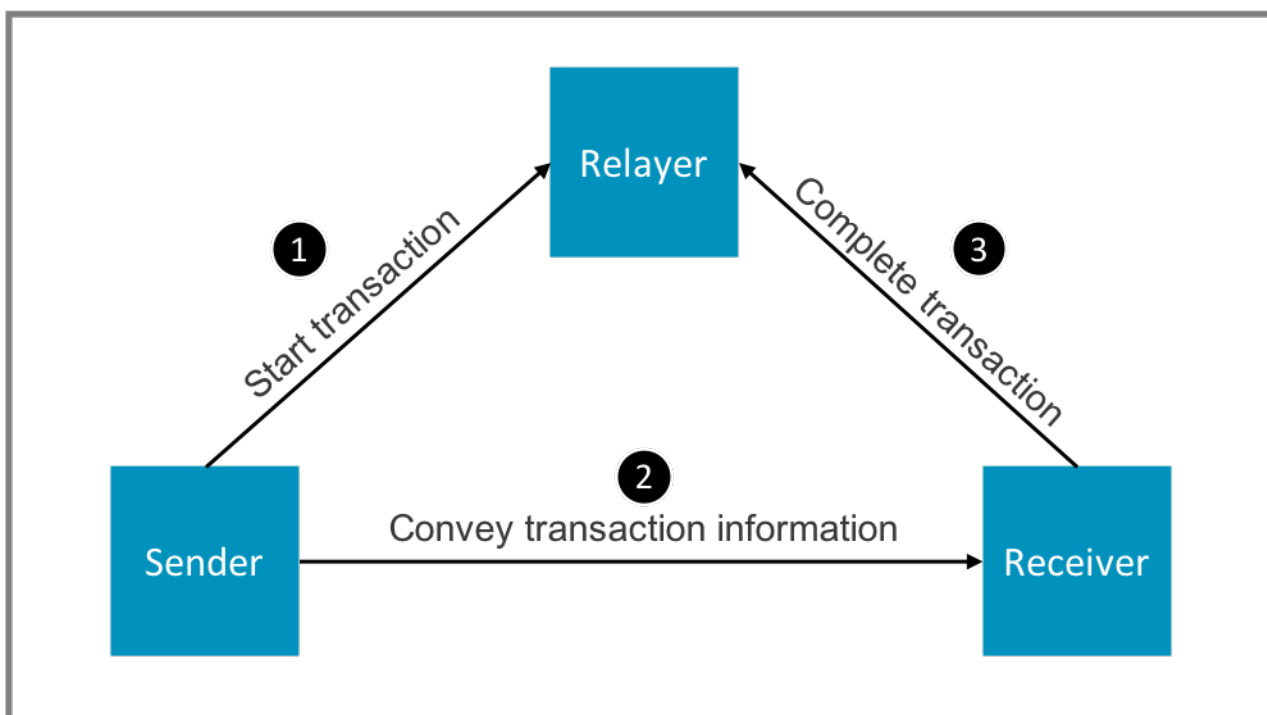 Relayer
1
Start transaction
3
Complete transaction
2
Convey transaction information
Sender
Receiver